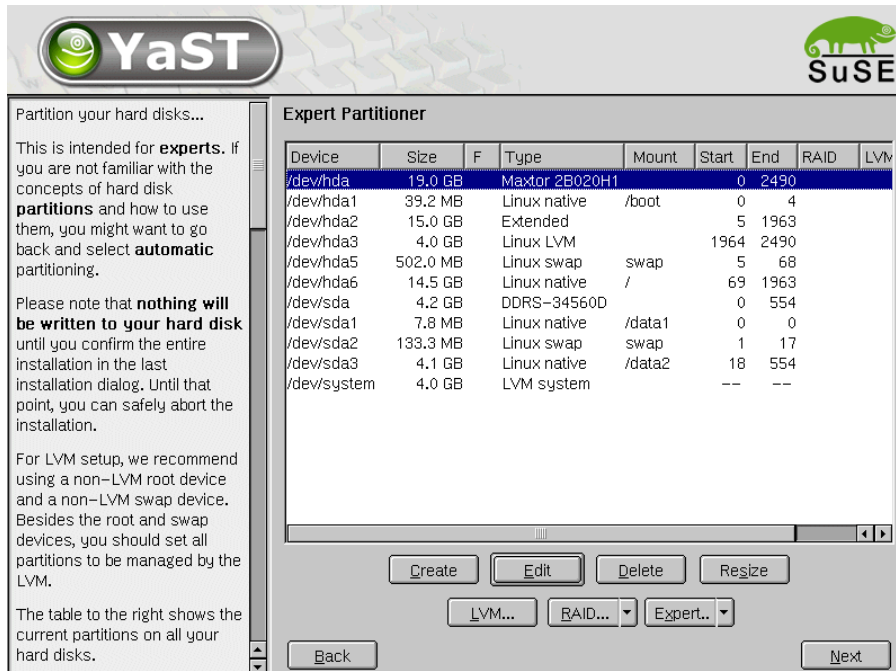 YaST
SuSE
Partition your hard disks...
This is intended for experts. If
you are not familiar with the
concepts of hard disk
partitions and how to use
them, you might want to go
back and select automatic
partitioning.
Please note that nothing will
be written to your hard disk
until you confirm the entire
installation in the last
installation dialog. Until that
point, you can safely abort the
installation.
For LVM setup, we recommend
using a non-LVM root device
and a non-LVM swap device.
Besides the root and swap
devices, you should set all
partitions to be managed by the
LVM.
The table to the right shows the
current partitions on all your
hard disks.
Expert Partitioner
Device Size F Type Mount Start End RAID LVM
/dev/hda 19.0 GB Maxtor 2B020H1 0 2490
/dev/hda1 39.2 MB Linux native /boot 0 4
/dev/hda2 15.0 GB Extended 5 1963
/dev/hda3 4.0 GB Linux LVM 1964 2490
/dev/hda5 502.0 MB Linux swap swap 5 68
/dev/hda6 14.5 GB Linux native / 69 1963
/dev/sda 4.2 GB DDRS-34560D 0 554
/dev/sda1 7.8 MB Linux native /data1 0 0
/dev/sda2 133.3 MB Linux swap swap 1 17
/dev/sda3 4.1 GB Linux native /data2 18 554
/dev/system 4.0 GB LVM system -- --
Create Edit Delete Resize
LVM... RAID... Expert..
Back Next